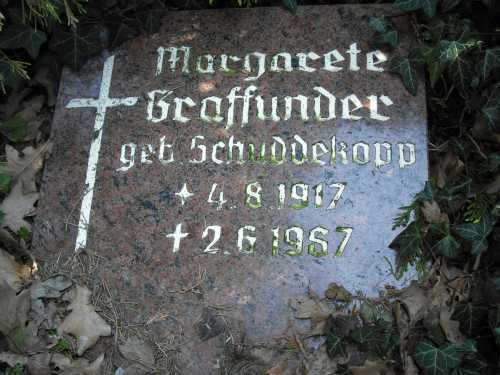 Margarete
Graffunder
geb Schuddekopp
✦ 4.8.1917
✝ 2.6.1967